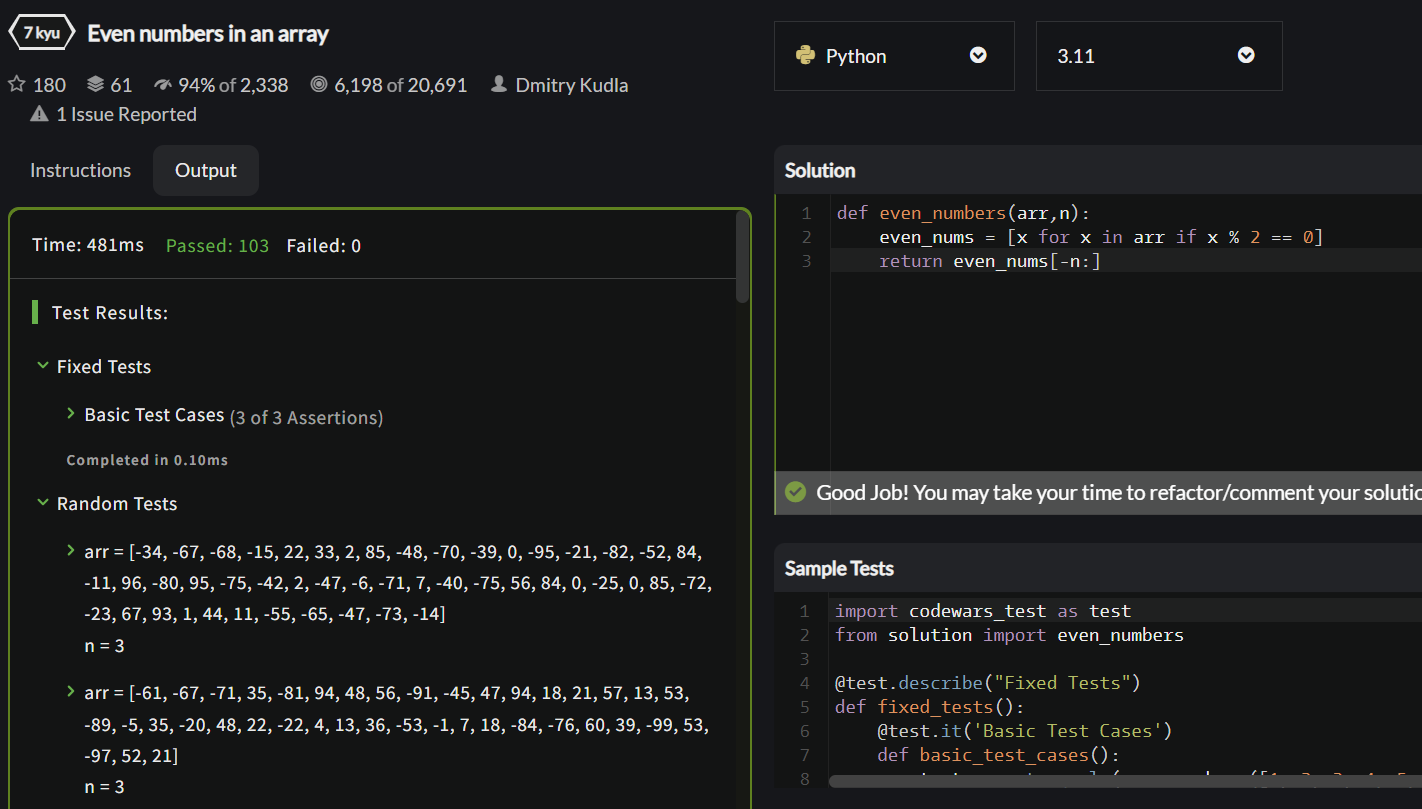 7 kyu Even numbers in an array
180 61 94% of 2,338 6,198 of 20,691 Dmitry Kudla
1 Issue Reported
Python 3.11
Instructions Output
Time: 481ms Passed: 103 Failed: 0
Test Results:
Fixed Tests
Basic Test Cases (3 of 3 Assertions)
Completed in 0.10ms
Random Tests
arr = [-34, -67, -68, -15, 22, 33, 2, 85, -48, -70, -39, 0, -95, -21, -82, -52, 84,
-11, 96, -80, 95, -75, -42, 2, -47, -6, -71, 7, -40, -75, 56, 84, 0, -25, 0, 85, -72,
-23, 67, 93, 1, 44, 11, -55, -65, -47, -73, -14]
n = 3
arr = [-61, -67, -71, 35, -81, 94, 48, 56, -91, -45, 47, 94, 18, 21, 57, 13, 53,
-89, -5, 35, -20, 48, 22, -22, 4, 13, 36, -53, -1, 7, 18, -84, -76, 60, 39, -99, 53,
-97, 52, 21]
n = 3
Solution
1 def even_numbers(arr,n):
2 even_nums = [x for x in arr if x % 2 == 0]
3 return even_nums[-n:]
Good Job! You may take your time to refactor/comment your solutio
Sample Tests
1 import codewars_test as test
2 from solution import even_numbers
3
4 @test.describe("Fixed Tests")
5 def fixed_tests():
6 @test.it('Basic Test Cases')
7 def basic_test_cases():
8